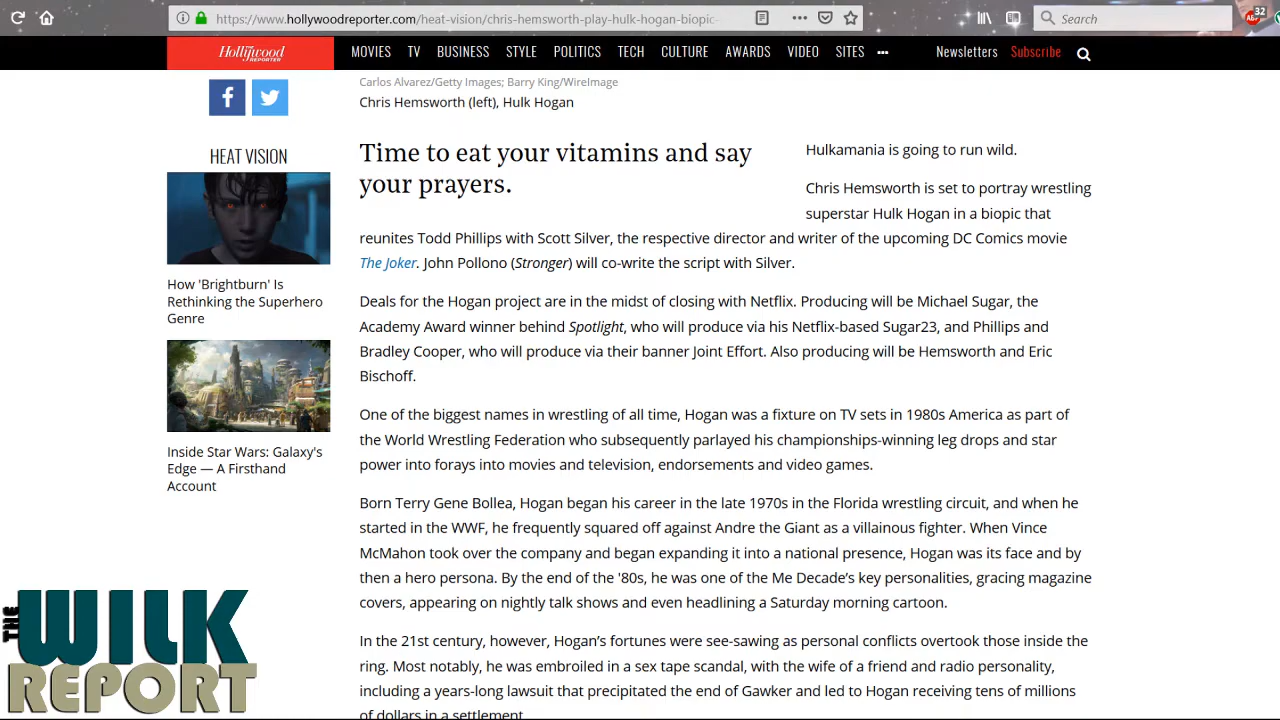 https://www.hollywoodreporter.com/heat-vision/chris-hemsworth-play-hulk-hogan-biopic-
Search
32
ABP
Hollywood
REPORTER
MOVIES TV BUSINESS STYLE POLITICS TECH CULTURE AWARDS VIDEO SITES
Newsletters Subscribe
Carlos Alvarez/Getty Images; Barry King/WireImage
Chris Hemsworth (left), Hulk Hogan
HEAT VISION
How 'Brightburn' Is
Rethinking the Superhero
Genre
Inside Star Wars: Galaxy's
Edge — A Firsthand
Account
Time to eat your vitamins and say
your prayers.
Hulkamania is going to run wild.
Chris Hemsworth is set to portray wrestling
superstar Hulk Hogan in a biopic that
reunites Todd Phillips with Scott Silver, the respective director and writer of the upcoming DC Comics movie
The Joker. John Pollono (Stronger) will co-write the script with Silver.
Deals for the Hogan project are in the midst of closing with Netflix. Producing will be Michael Sugar, the
Academy Award winner behind Spotlight, who will produce via his Netflix-based Sugar23, and Phillips and
Bradley Cooper, who will produce via their banner Joint Effort. Also producing will be Hemsworth and Eric
Bischoff.
One of the biggest names in wrestling of all time, Hogan was a fixture on TV sets in 1980s America as part of
the World Wrestling Federation who subsequently parlayed his championships-winning leg drops and star
power into forays into movies and television, endorsements and video games.
Born Terry Gene Bollea, Hogan began his career in the late 1970s in the Florida wrestling circuit, and when he
started in the WWF, he frequently squared off against Andre the Giant as a villainous fighter. When Vince
McMahon took over the company and began expanding it into a national presence, Hogan was its face and by
then a hero persona. By the end of the '80s, he was one of the Me Decade's key personalities, gracing magazine
covers, appearing on nightly talk shows and even headlining a Saturday morning cartoon.
In the 21st century, however, Hogan's fortunes were see-sawing as personal conflicts overtook those inside the
ring. Most notably, he was embroiled in a sex tape scandal, with the wife of a friend and radio personality,
including a years-long lawsuit that precipitated the end of Gawker and led to Hogan receiving tens of millions
of dollars in a settlement.
THE
WILK
REPORT